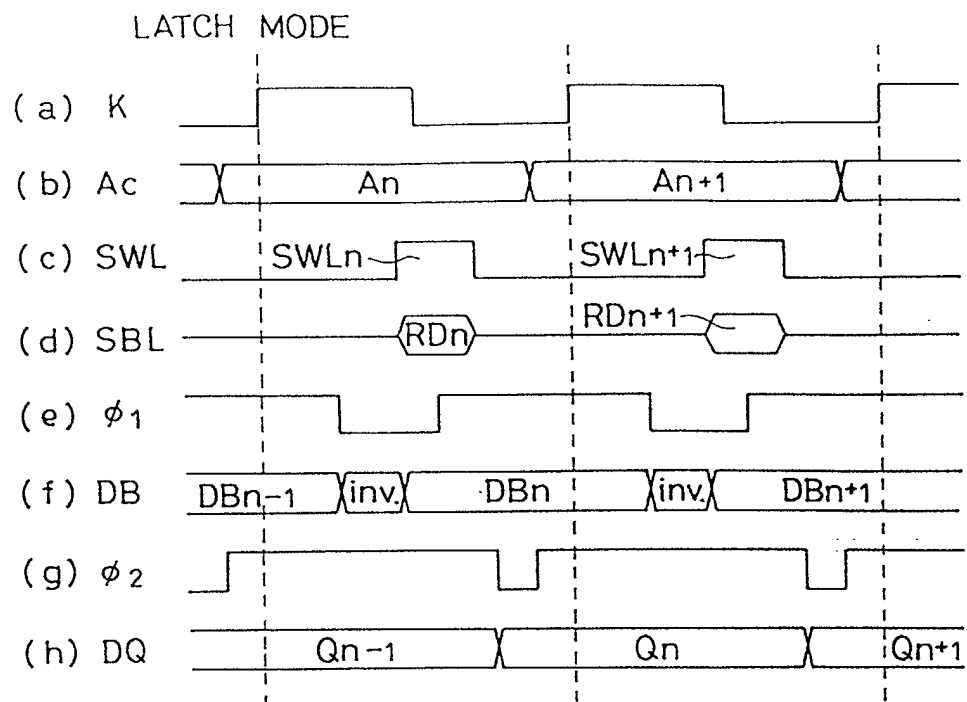 LATCH MODE
(a) K
(b) Ac An An+1
(c) SWL SWLn SWLn+1
(d) SBL RDn RDn+1
(e) ϕ1
(f) DB DBn-1 inv. DBn inv. DBn+1
(g) ϕ2
(h) DQ Qn-1 Qn Qn+1